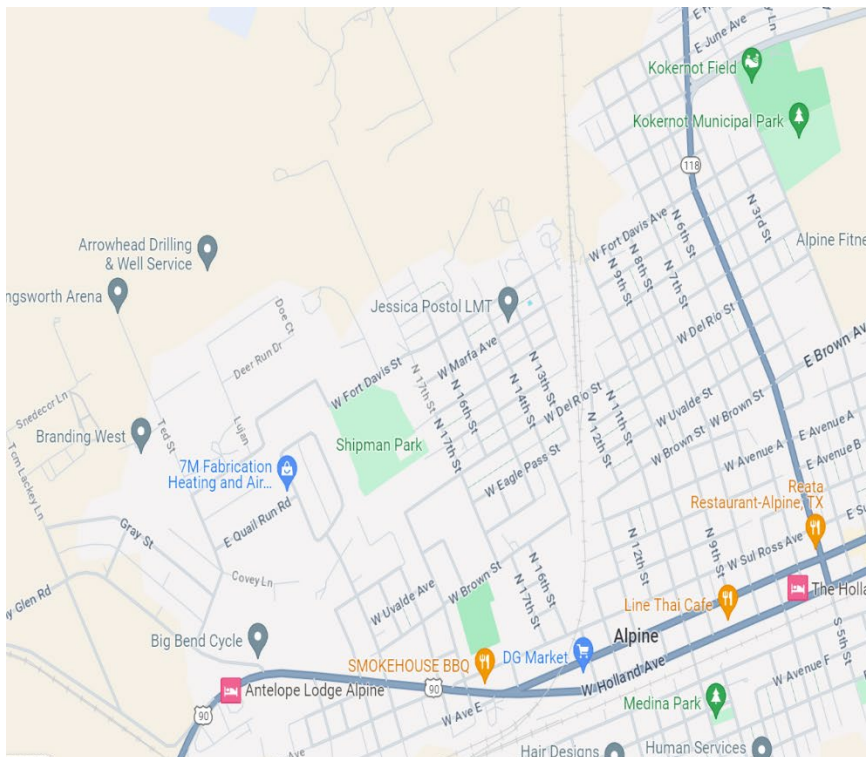 E June Ave
Kokernot Field
Kokernot Municipal Park
118
N 3rd St
Arrowhead Drilling
& Well Service
W Fort Davis Ave
N 6th St
N 7th St
N 8th St
N 9th St
Alpine Fitne
ngsworth Arena
Doe Ct
Jessica Postol LMT
W Del Rio St
Deer Run Dr
W Marfa Ave
N 13th St
W Fort Davis St
N 17th St
N 16th St
N 14th St
E Brown Av
Snedecor Ln
Ted St
Lujan
W Del Rio St
N 11th St
W Uvalde St
W Brown St
Branding West
Shipman Park
N 17th St
N 12th St
W Brown St
E Avenue A
Tom Lackey Ln
7M Fabrication
Heating and Air...
W Eagle Pass St
W Avenue A
E Avenue B
Reata
Restaurant-Alpine, TX
Gray St
E Quail Run Rd
E Su
N 12th St
N 9th St
W Sul Ross Ave
Covey Ln
W Uvalde Ave
W Brown St
N 16th St
N 17th St
y Glen Rd
The Holla
Line Thai Cafe
Big Bend Cycle
Alpine
S 5th St
SMOKEHOUSE BBQ
DG Market
W Holland Ave
W Avenue F
Antelope Lodge Alpine
90
Medina Park
90
W Ave E
Ave
Hair Designs
Human Services